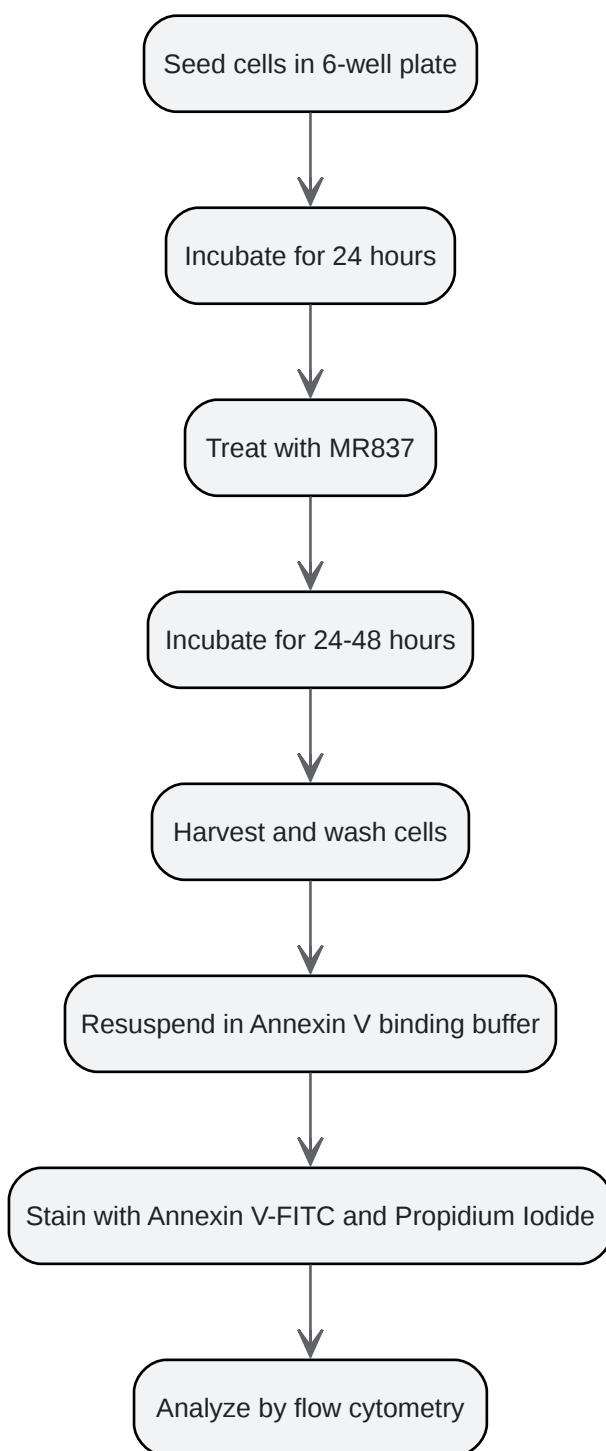 Seed cells in 6-well plate
Incubate for 24 hours
Treat with MR837
Incubate for 24-48 hours
Harvest and wash cells
Resuspend in Annexin V binding buffer
Stain with Annexin V-FITC and Propidium Iodide
Analyze by flow cytometry